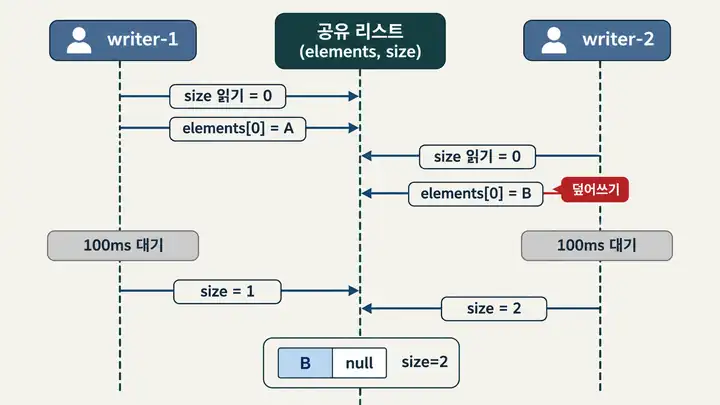 writer-1
공유 리스트
(elements, size)
writer-2
size 읽기 = 0
elements[0] = A
size 읽기 = 0
elements[0] = B
덮어쓰기
100ms 대기
100ms 대기
size = 1
size = 2
B
null
size=2